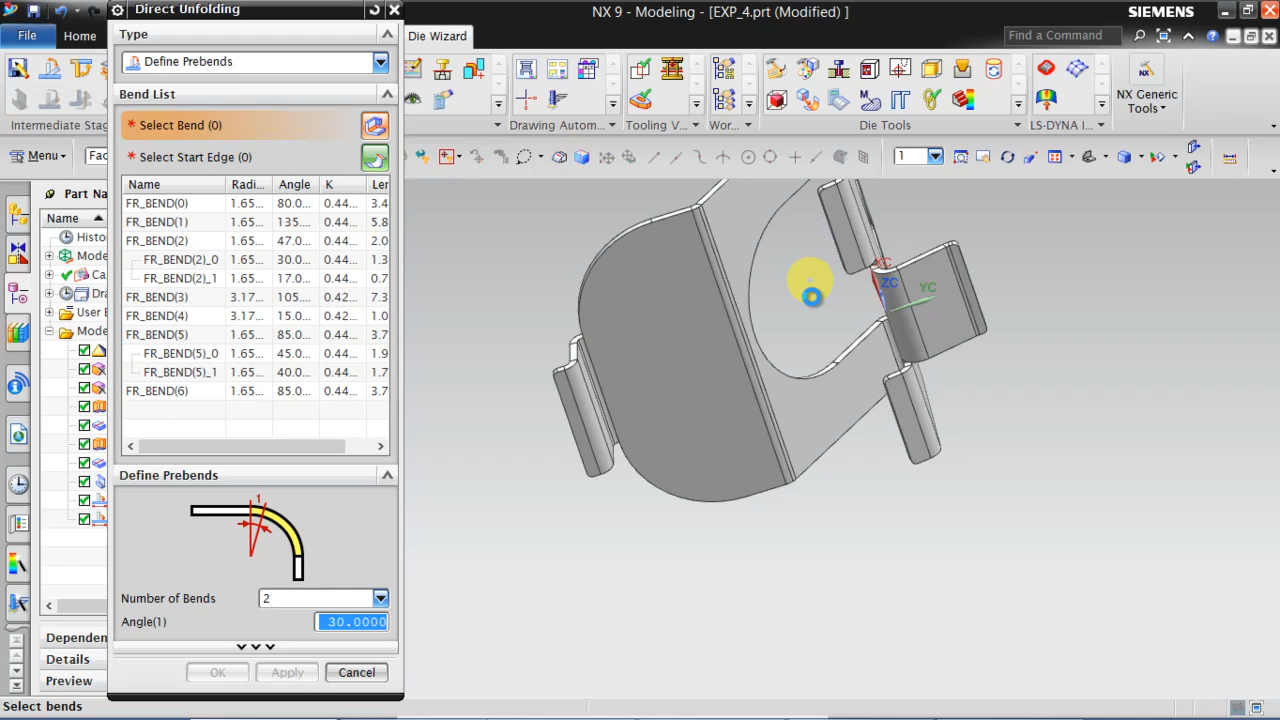 Direct Unfolding
NX 9 - Modeling - [EXP_4.prt (Modified) ]
SIEMENS
File
Home
Die Wizard
Find a Command
Type
Define Prebends
Bend List
* Select Bend (0)
* Select Start Edge (0)
Name Radi... Angle K Ler
FR_BEND(0) 1.65... 80.0... 0.44... 3.4
FR_BEND(1) 1.65... 135.... 0.44... 5.8
FR_BEND(2) 1.65... 47.0... 0.44... 2.0
FR_BEND(2)_0 1.65... 30.0... 0.44... 1.3
FR_BEND(2)_1 1.65... 17.0... 0.44... 0.7
FR_BEND(3) 3.17... 105.... 0.42... 7.3
FR_BEND(4) 3.17... 15.0... 0.42... 1.0
FR_BEND(5) 1.65... 85.0... 0.44... 3.7
FR_BEND(5)_0 1.65... 45.0... 0.44... 1.9
FR_BEND(5)_1 1.65... 40.0... 0.44... 1.7
FR_BEND(6) 1.65... 85.0... 0.44... 3.7
Define Prebends
1
Number of Bends 2
Angle(1) 30.0000
OK Apply Cancel
Select bends
Intermediate Stag
Drawing Autom...
Tooling V...
Wor...
Die Tools
LS-DYNA I
NX Generic
Tools
Menu
Fac
1
Part Na
Name
Histo
Mode
Ca
Dra
User E
Mode
Depende
Details
Preview
XC
ZC
YC